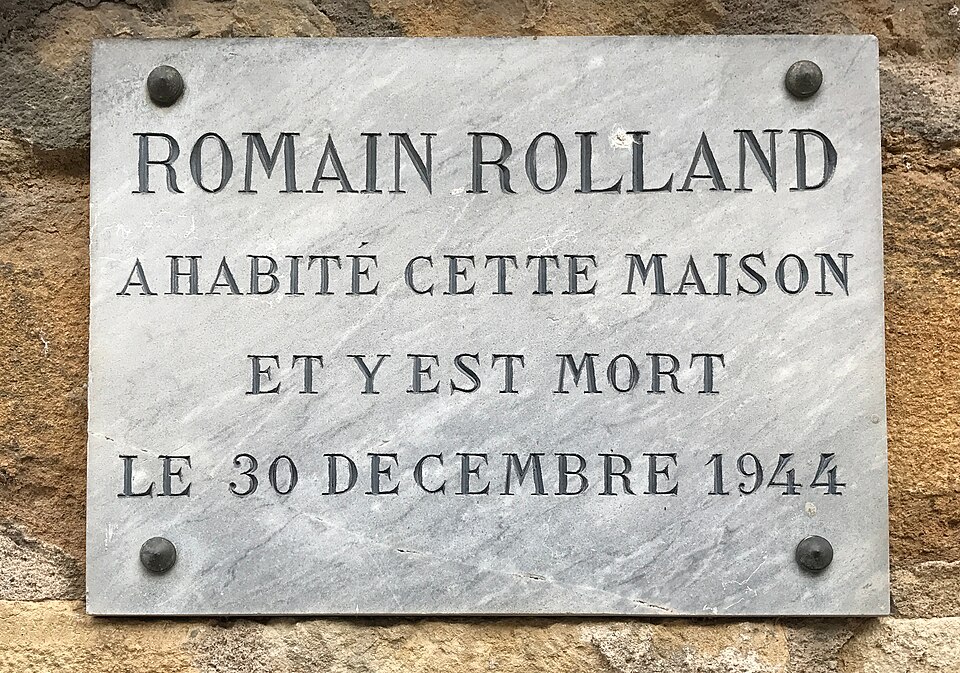 ROMAIN ROLLAND
A HABITÉ CETTE MAISON
ET Y EST MORT
LE 30 DECEMBRE 1944